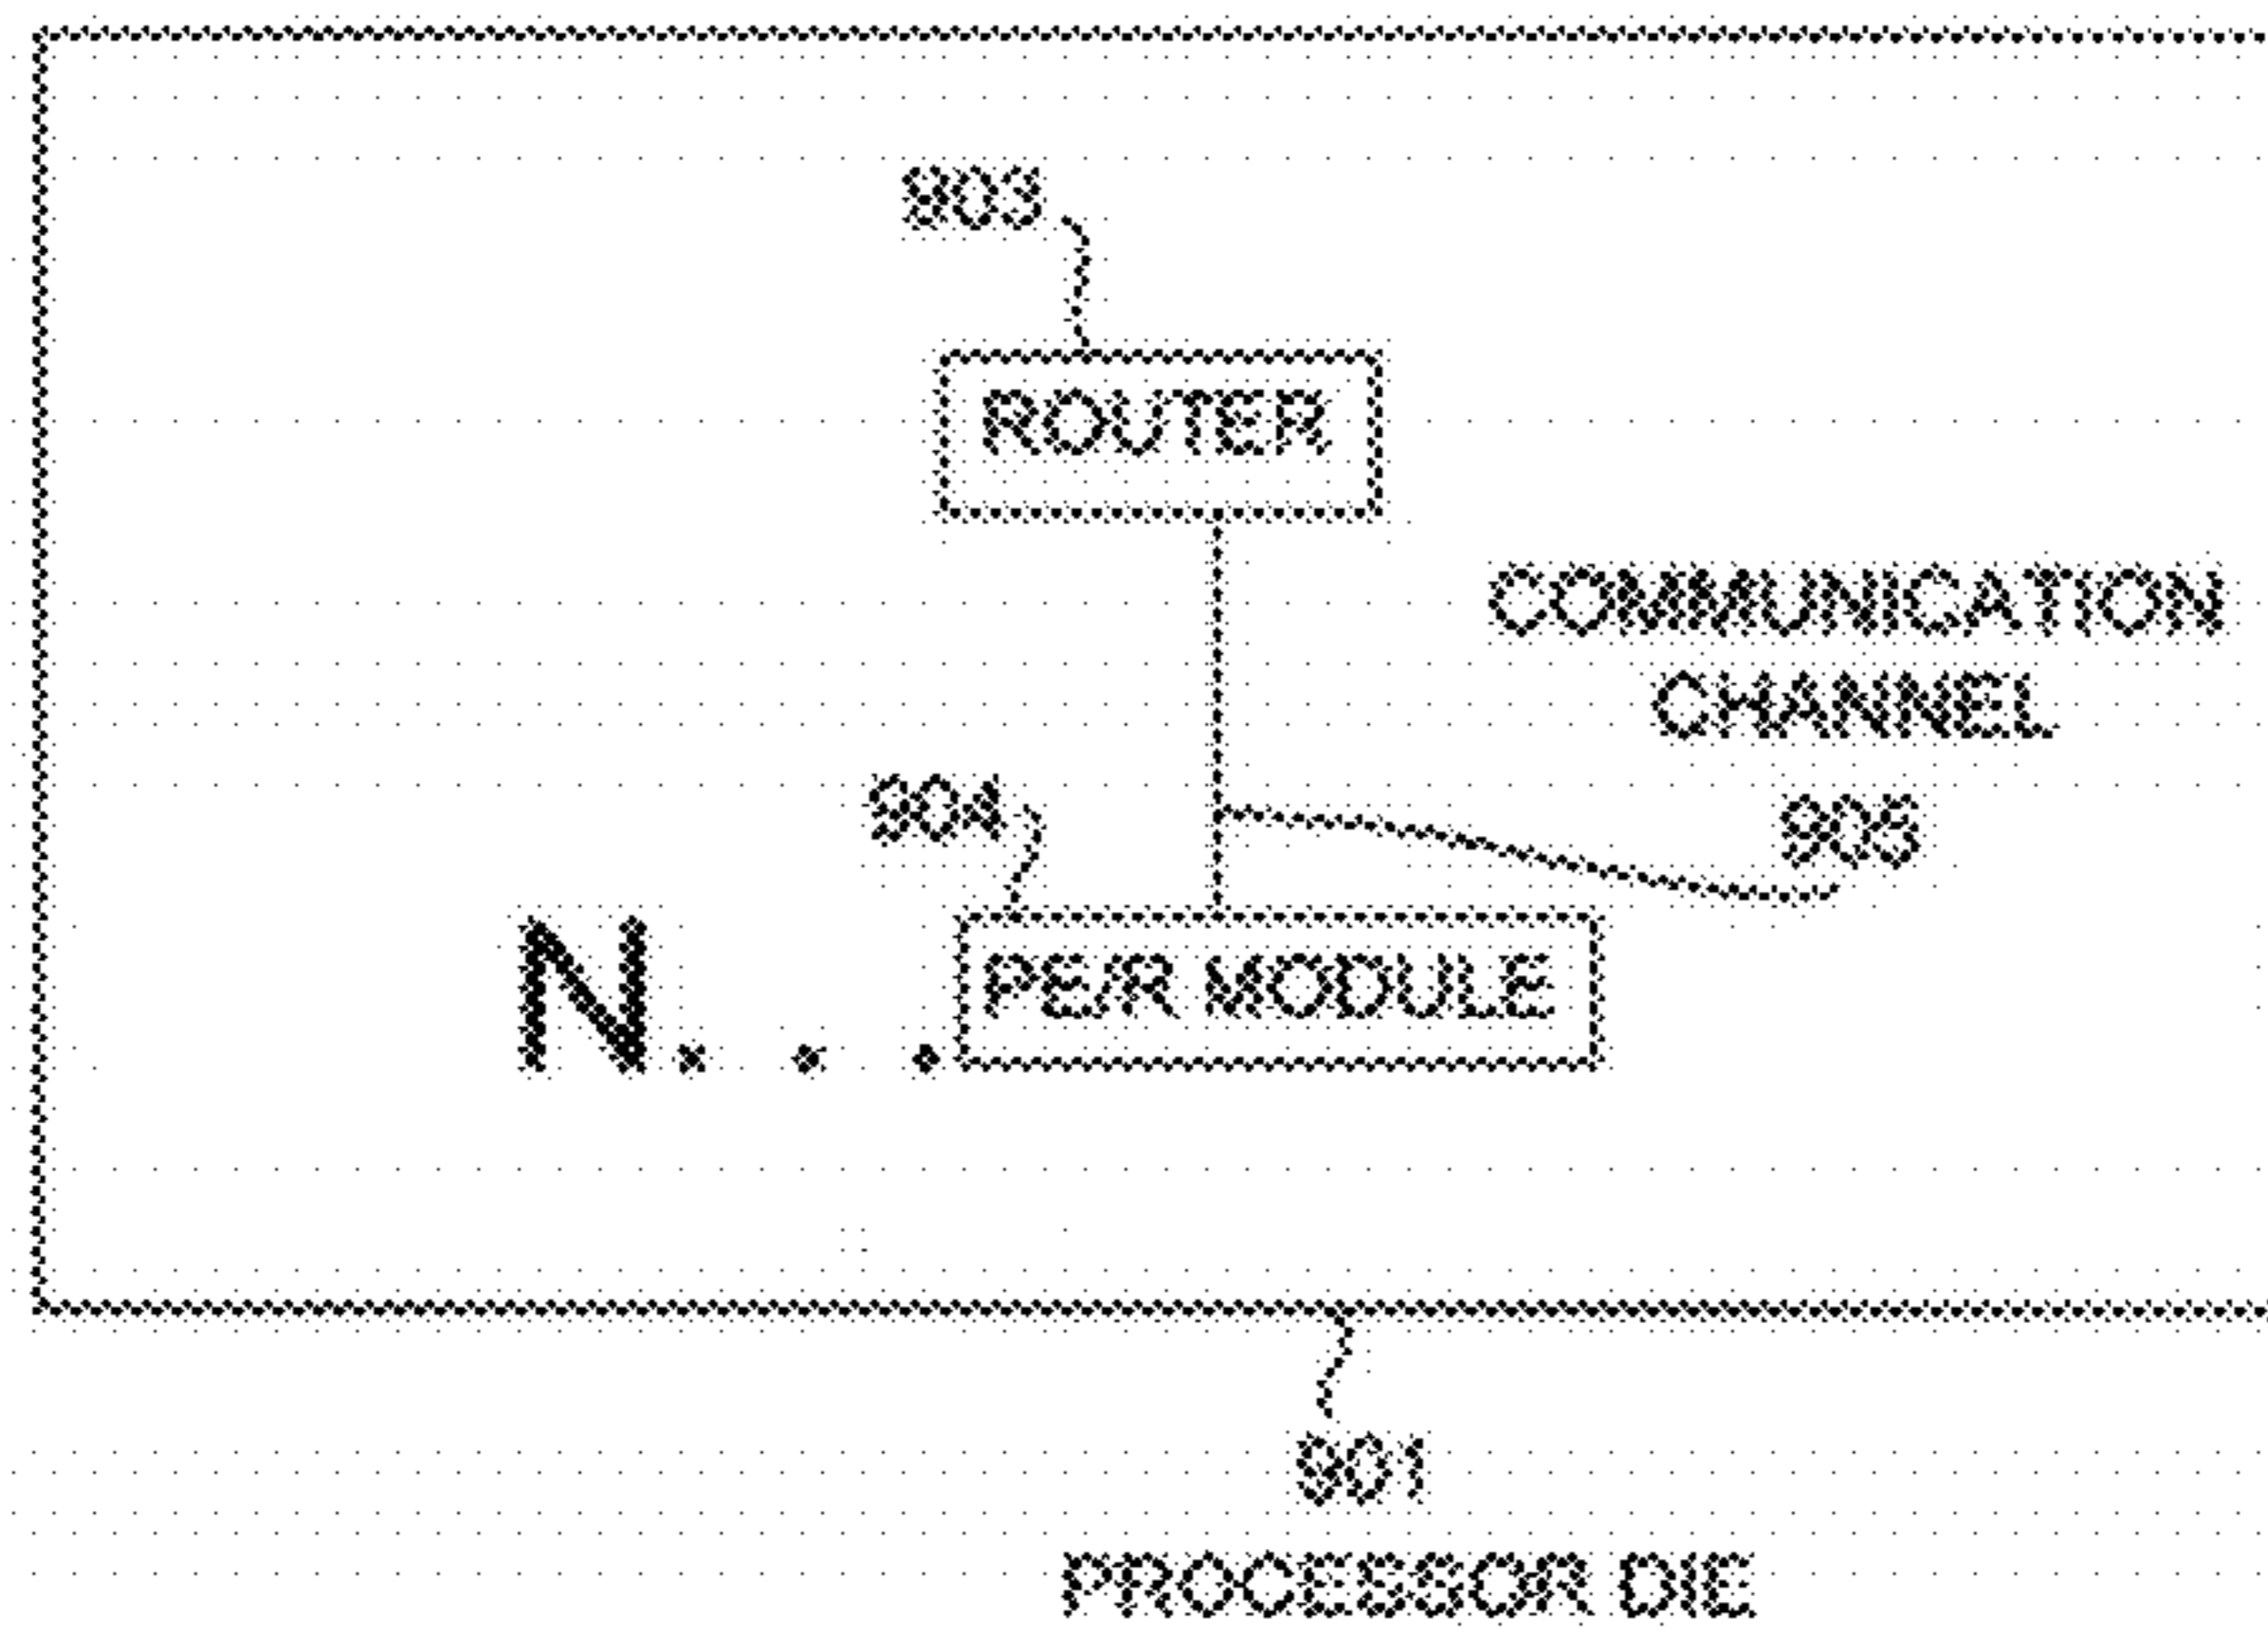 903
ROUTER
COMMUNICATION
CHANNEL
904
905
N...
PE/R MODULE
901
PROCESSOR DIE